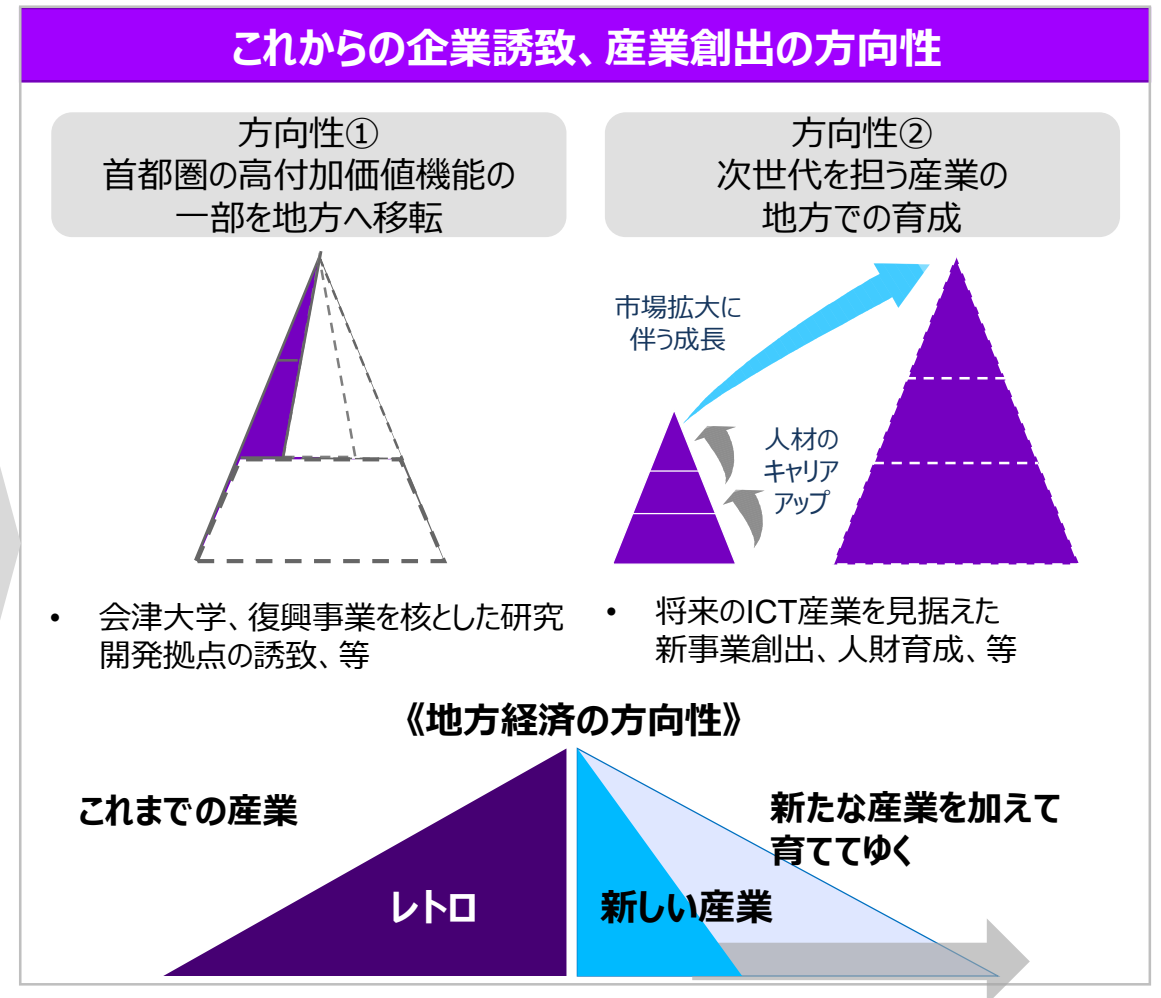 これからの企業誘致、産業創出の方向性
方向性①
首都圏の高付加価値機能の
一部を地方へ移転
方向性②
次世代を担う産業の
地方での育成
市場拡大に
伴う成長
人材の
キャリア
アップ
• 会津大学、復興事業を核とした研究
開発拠点の誘致、等
• 将来のICT産業を見据えた
新事業創出、人財育成、等
《地方経済の方向性》
これまでの産業
レトロ
新たな産業を加えて
育ててゆく
新しい産業